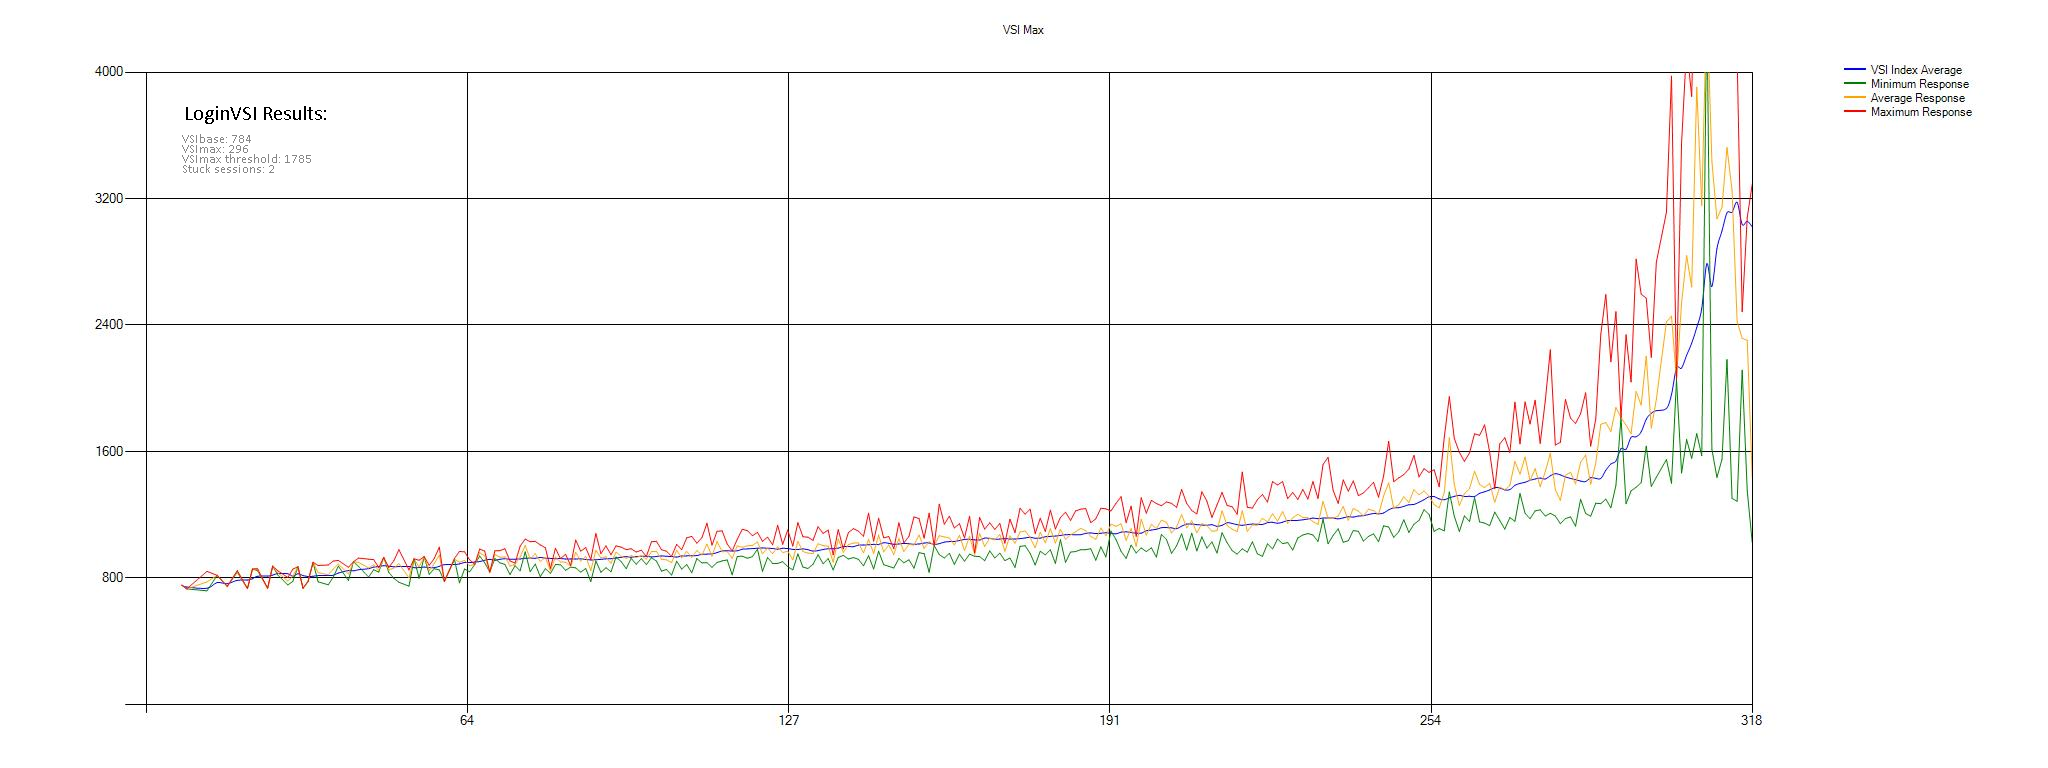 VSI Max
4000
3200
2400
1600
800
LoginVSI Results:
VSIbase: 784
VSImax: 296
VSImax threshold: 1785
Stuck sessions: 2
VSI Index Average
Minimum Response
Average Response
Maximum Response
64
127
191
254
318